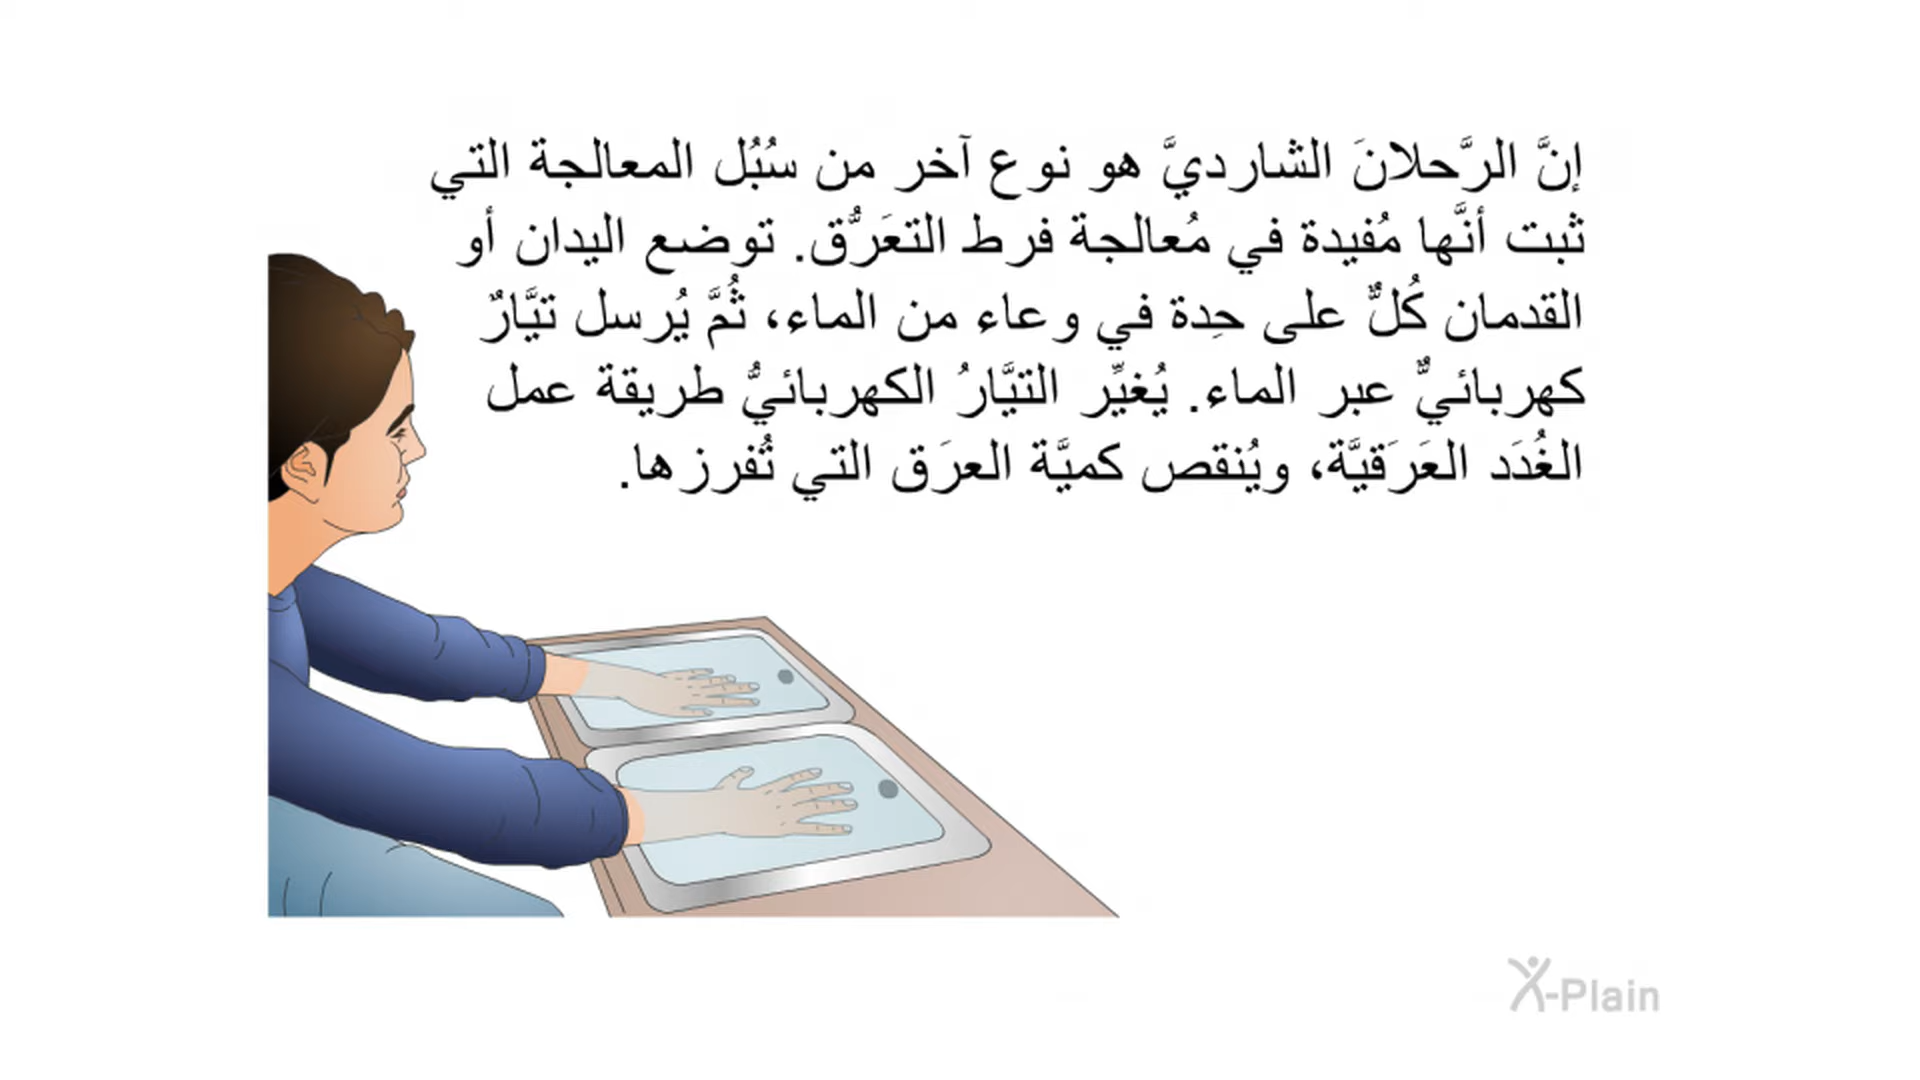 إنَّ الرَّحلانَ الشارديَّ هو نوع آخر من سُبُل المعالجة التي
ثبت أنَّها مُفيدة في مُعالجة فرط التعَرُّق. توضع اليدان أو
القدمان كُلٌّ على حِدة في وعاء من الماء، ثُمَّ يُرسل تيَّارٌ
كهربائيٌّ عبر الماء. يُغيِّر التيَّارُ الكهربائيُّ طريقة عمل
الغُدَد العَرَقيَّة، ويُنقص كميَّة العرَق التي تُفرزها.
X-Plain